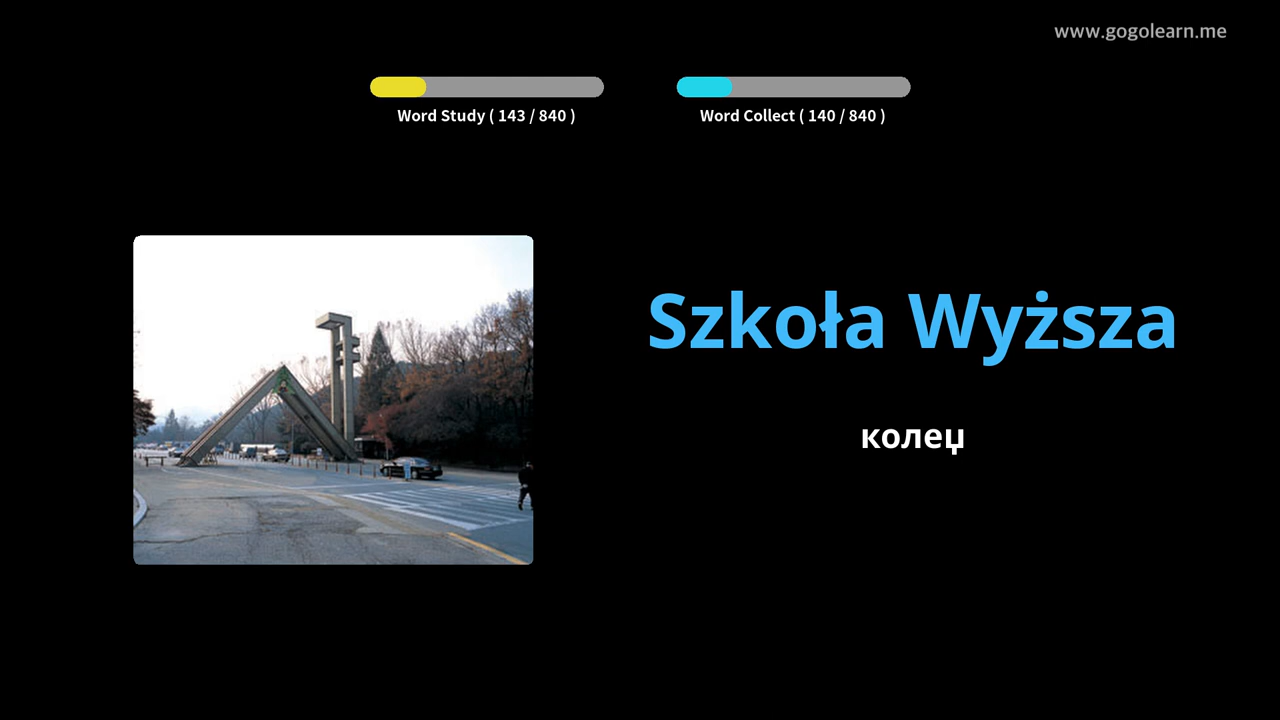 www.gogolearn.me
Word Study ( 143 / 840 )
Word Collect ( 140 / 840 )
Szkoła Wyższa
колеџ